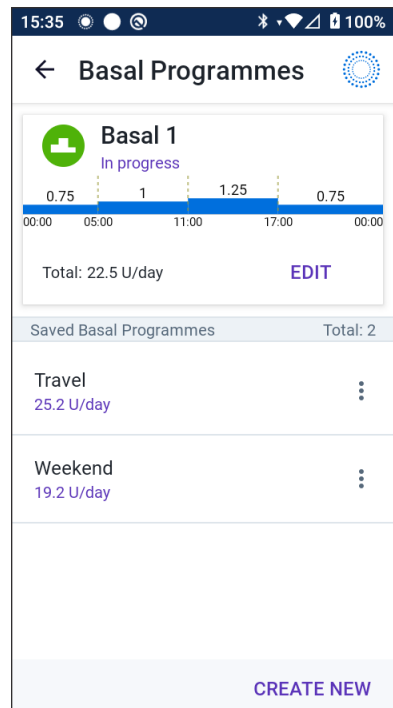 15:35 100%
Basal Programmes
Basal 1
In progress
0.75 1 1.25 0.75
00:00 05:00 11:00 17:00 00:00
Total: 22.5 U/day EDIT
Saved Basal Programmes Total: 2
Travel
25.2 U/day
Weekend
19.2 U/day
CREATE NEW